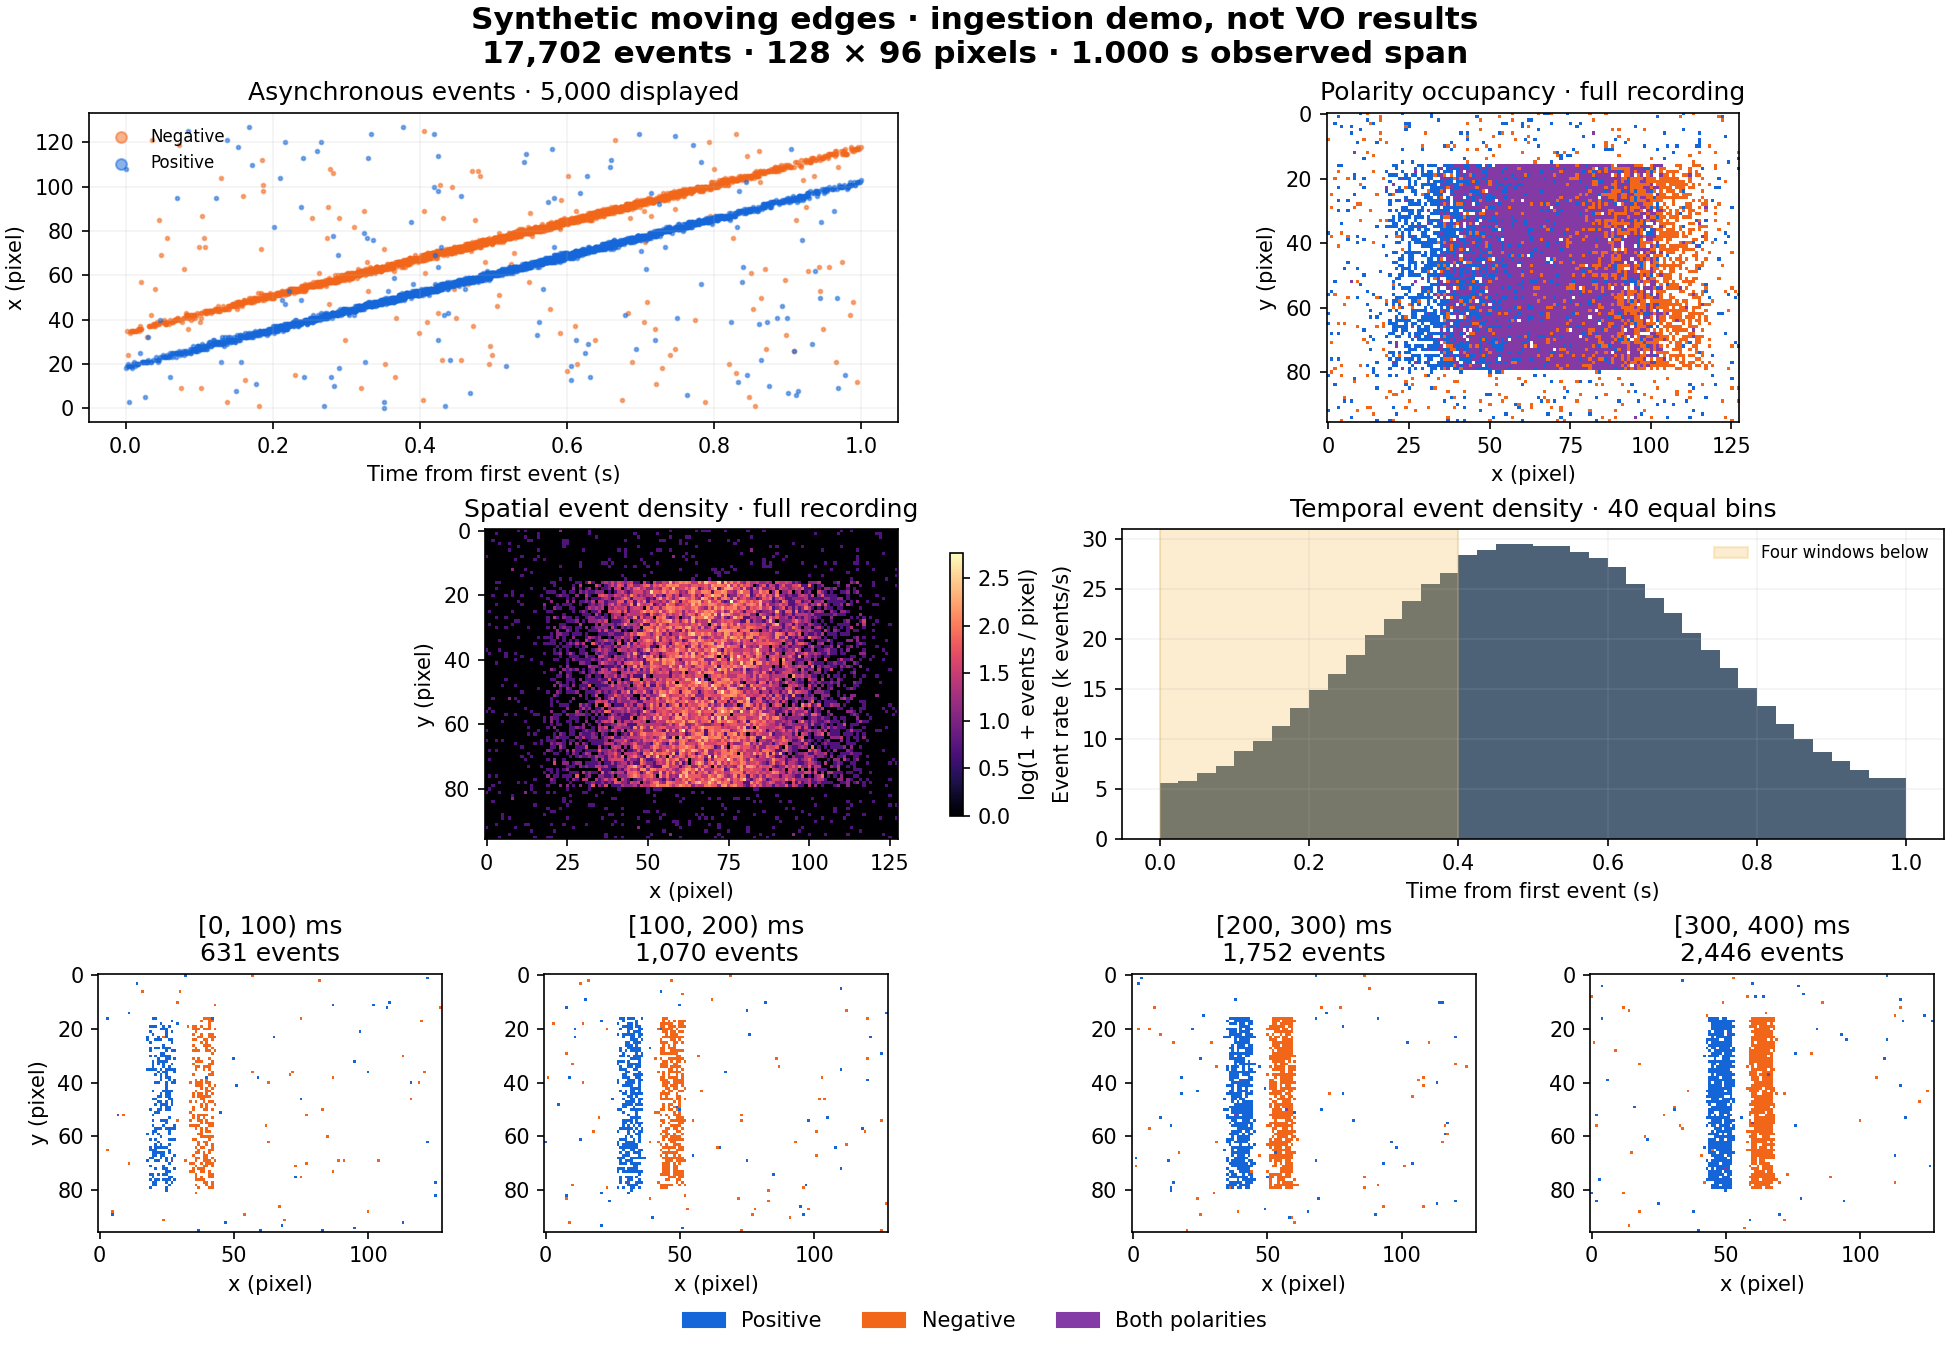 Synthetic moving edges · ingestion demo, not VO results
17,702 events · 128 × 96 pixels · 1.000 s observed span
Asynchronous events · 5,000 displayed
Negative
Positive
120
100
80
60
40
20
0
x (pixel)
0.0 0.2 0.4 0.6 0.8 1.0
Time from first event (s)
Polarity occupancy · full recording
0
20
40
60
80
y (pixel)
0 25 50 75 100 125
x (pixel)
Spatial event density · full recording
0
20
40
60
80
y (pixel)
0 25 50 75 100 125
x (pixel)
2.5
2.0
1.5
1.0
0.5
0.0
log(1 + events / pixel)
Temporal event density · 40 equal bins
Four windows below
30
25
20
15
10
5
0
Event rate (k events/s)
0.0 0.2 0.4 0.6 0.8 1.0
Time from first event (s)
[0, 100) ms
631 events
0
20
40
60
80
y (pixel)
0 50 100
x (pixel)
[100, 200) ms
1,070 events
0
20
40
60
80
0 50 100
x (pixel)
[200, 300) ms
1,752 events
0
20
40
60
80
0 50 100
x (pixel)
[300, 400) ms
2,446 events
0
20
40
60
80
0 50 100
x (pixel)
Positive Negative Both polarities